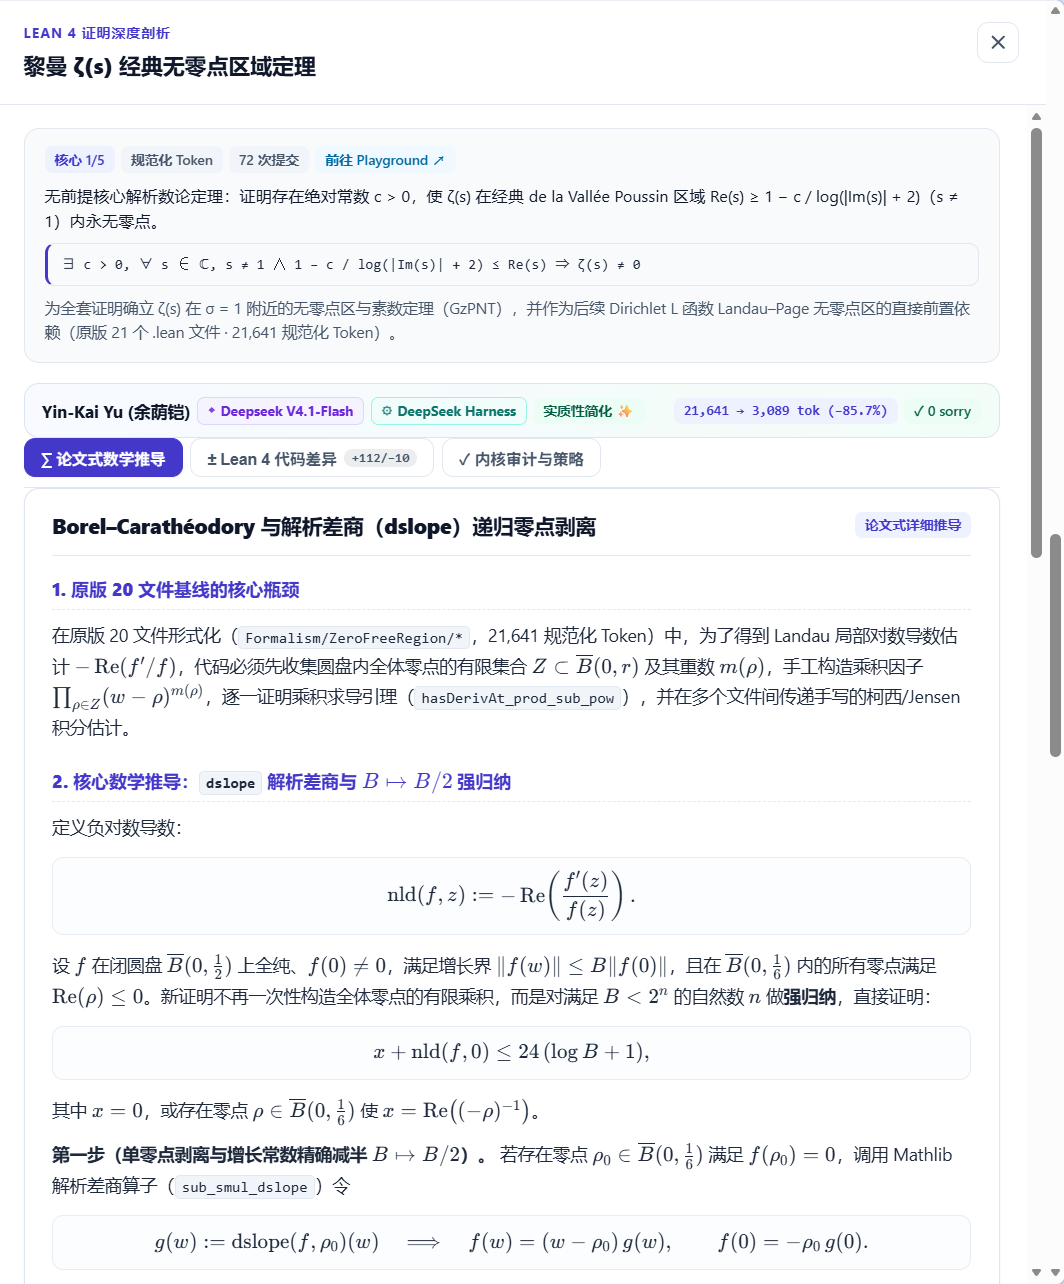 LEAN 4 证明深度剖析
黎曼 ζ(s) 经典无零点区域定理
核心 1/5 规范化 Token 72 次提交 前往 Playground ↗
无前提核心解析数论定理：证明存在绝对常数 c > 0，使 ζ(s) 在经典 de la Vallée Poussin 区域 Re(s) ≥ 1 − c / log(|Im(s)| + 2)（s ≠
1）内永无零点。
∃ c > 0, ∀ s ∈ ℂ, s ≠ 1 ∧ 1 − c / log(|Im(s)| + 2) ≤ Re(s) ⇒ ζ(s) ≠ 0
为全套证明确立 ζ(s) 在 σ = 1 附近的无零点区与素数定理（GzPNT），并作为后续 Dirichlet L 函数 Landau–Page 无零点区的直接前置依
赖（原版 21 个 .lean 文件 · 21,641 规范化 Token）。
Yin-Kai Yu (余荫铠) Deepseek V4.1-Flash ⚙ DeepSeek Harness 实质性简化 ✨ 21,641 → 3,089 tok (−85.7%) ✓ 0 sorry
∑ 论文式数学推导 ± Lean 4 代码差异 +112/−10 ✓ 内核审计与策略
Borel–Carathéodory 与解析差商（dslope）递归零点剥离 论文式详细推导
1. 原版 20 文件基线的核心瓶颈
在原版 20 文件形式化（Formalism/ZeroFreeRegion/*，21,641 规范化 Token）中，为了得到 Landau 局部对数导数估
计 − Re(f′/f)，代码必须先收集圆盘内全体零点的有限集合 Z ⊂ B̅(0, r) 及其重数 m(ρ)，手工构造乘积因子
∏_{ρ∈Z}(w − ρ)^{m(ρ)}，逐一证明乘积求导引理（hasDerivAt_prod_sub_pow），并在多个文件间传递手写的柯西/Jensen
积分估计。
2. 核心数学推导：dslope 解析差商与 B ↦ B/2 强归纳
定义负对数导数：
nld(f, z) := − Re(f′(z)/f(z)).
设 f 在闭圆盘 B̅(0, 1/2) 上全纯、f(0) ≠ 0，满足增长界 ‖f(w)‖ ≤ B‖f(0)‖，且在 B̅(0, 1/6) 内的所有零点满足
Re(ρ) ≤ 0。新证明不再一次性构造全体零点的有限乘积，而是对满足 B < 2^n 的自然数 n 做强归纳，直接证明：
x + nld(f, 0) ≤ 24 (log B + 1),
其中 x = 0，或存在零点 ρ ∈ B̅(0, 1/6) 使 x = Re((−ρ)^{−1})。
第一步（单零点剥离与增长常数精确减半 B ↦ B/2）。若存在零点 ρ₀ ∈ B̅(0, 1/6) 满足 f(ρ₀) = 0，调用 Mathlib
解析差商算子（sub_smul_dslope）令
g(w) := dslope(f, ρ₀)(w) ⟹ f(w) = (w − ρ₀) g(w), f(0) = −ρ₀ g(0).